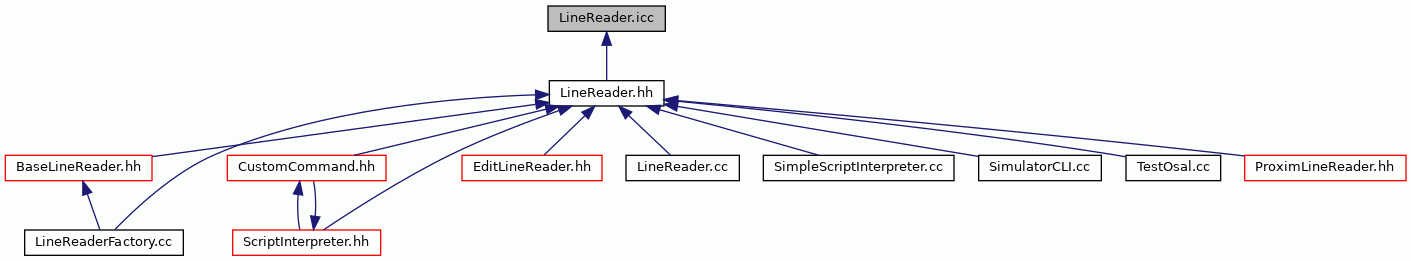 LineReader.icc
LineReader.hh
BaseLineReader.hh
CustomCommand.hh
EditLineReader.hh
LineReader.cc
SimpleScriptInterpreter.cc
SimulatorCLI.cc
TestOsal.cc
ProximLineReader.hh
LineReaderFactory.cc
ScriptInterpreter.hh